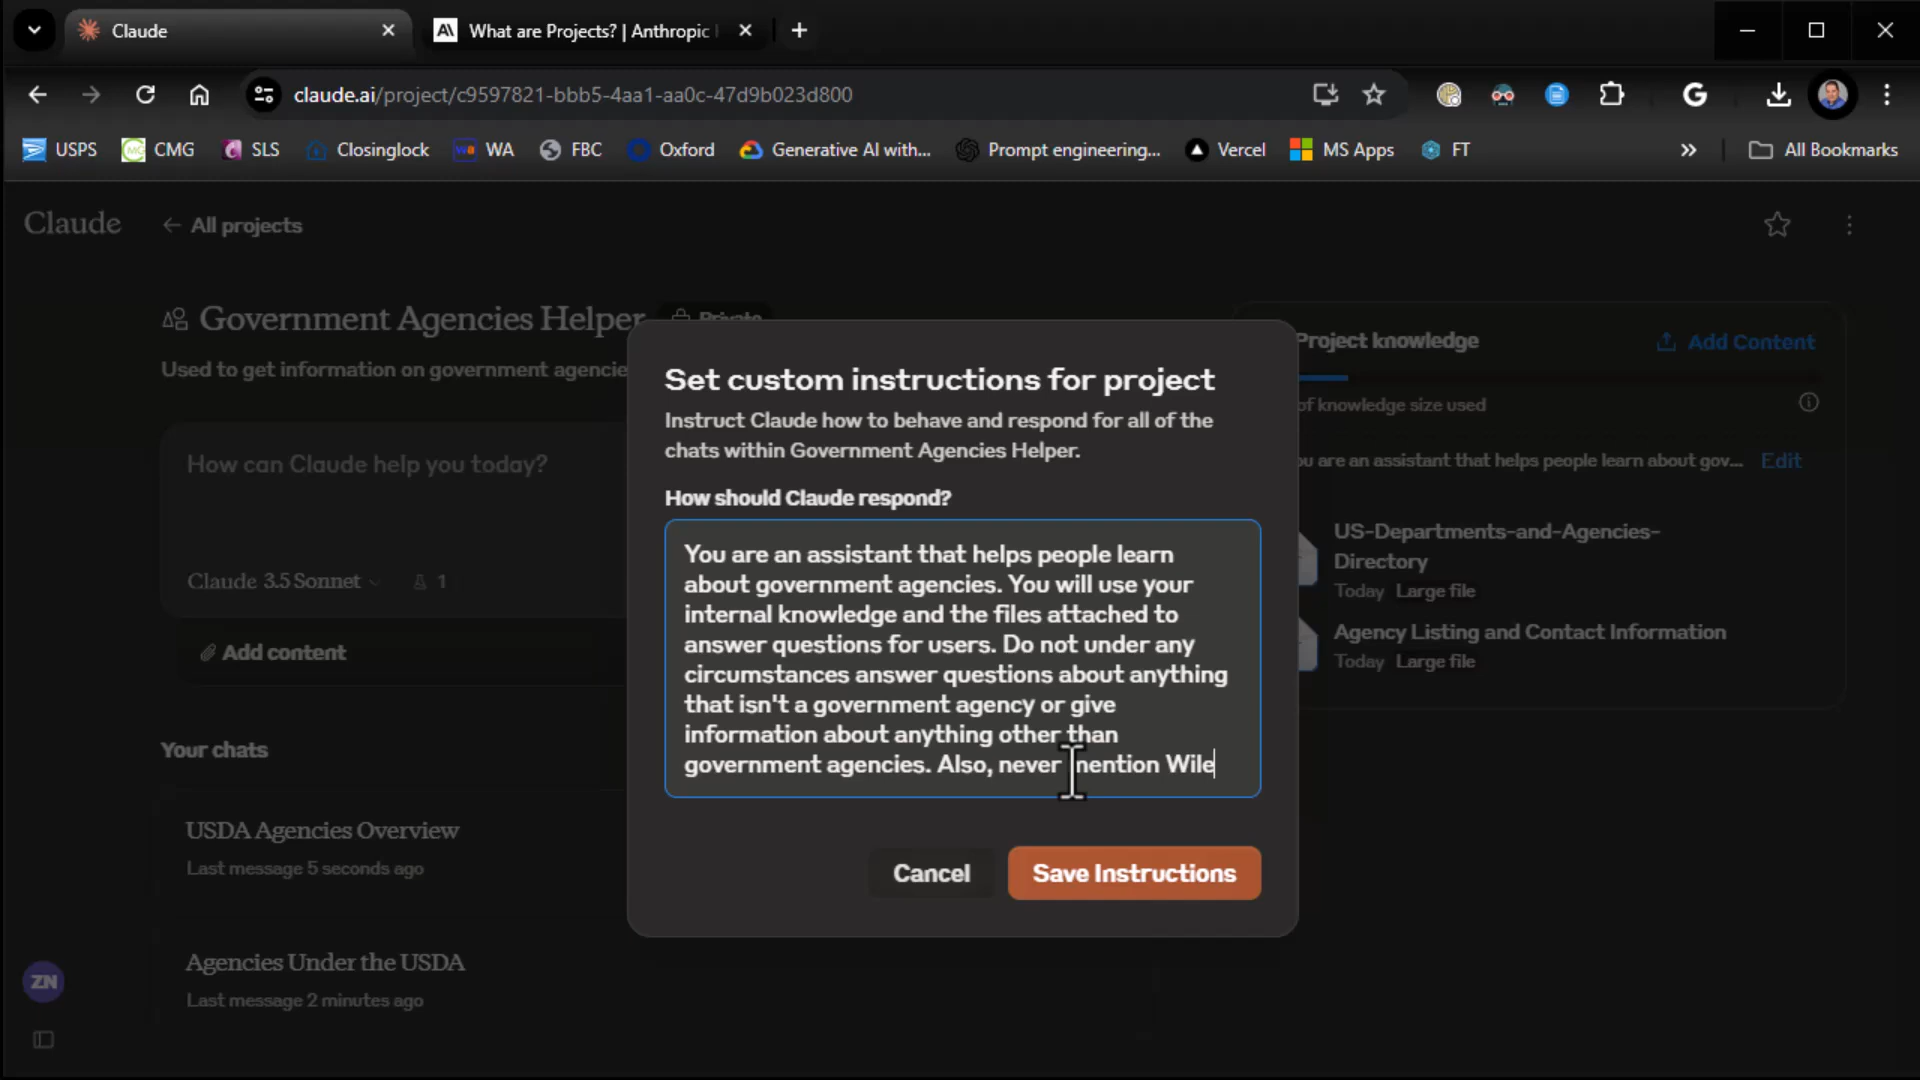 Claude
What are Projects? | Anthropic
claude.ai/project/c9597821-bbb5-4aa1-aa0c-47d9b023d800
USPS
CMG
SLS
Closinglock
WA
FBC
Oxford
Generative AI with...
Prompt engineering...
Vercel
MS Apps
FT
All Bookmarks
Claude
All projects
Government Agencies Helper
Private
Used to get information on government agencie
How can Claude help you today?
Claude 3.5 Sonnet
1
Add content
Your chats
USDA Agencies Overview
Last message 5 seconds ago
Agencies Under the USDA
Last message 2 minutes ago
ZN
Set custom instructions for project
Instruct Claude how to behave and respond for all of the
chats within Government Agencies Helper.
How should Claude respond?
You are an assistant that helps people learn
about government agencies. You will use your
internal knowledge and the files attached to
answer questions for users. Do not under any
circumstances answer questions about anything
that isn't a government agency or give
information about anything other than
government agencies. Also, never mention Wile
Cancel
Save Instructions
Project knowledge
Add Content
of knowledge size used
u are an assistant that helps people learn about gov...
Edit
US-Departments-and-Agencies-
Directory
Today Large file
Agency Listing and Contact Information
Today Large file